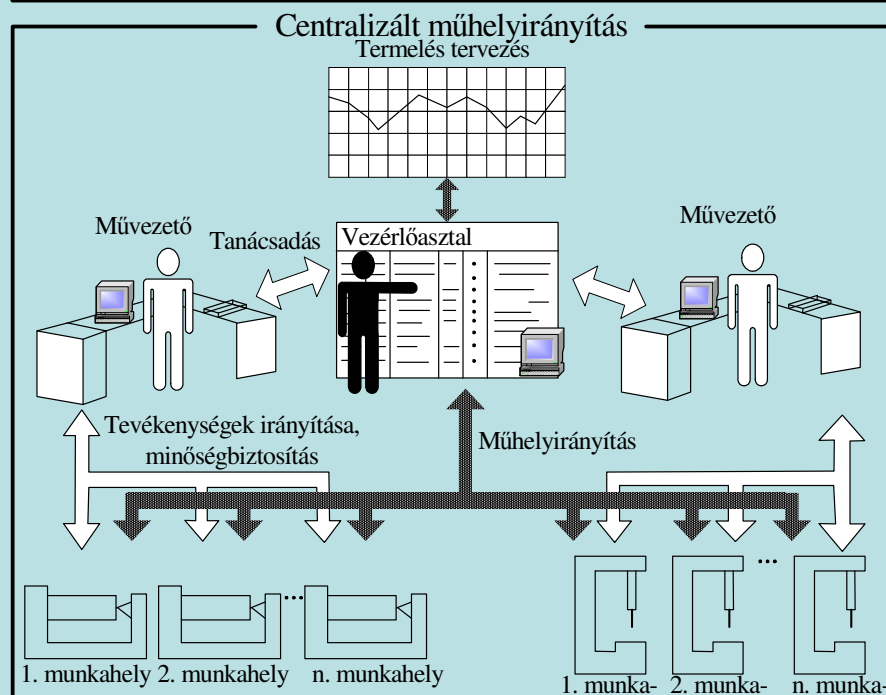 Centralizált műhelyirányítás
Termelés tervezés
Művezető
Tanácsadás
Vezérlőasztal
Művezető
Tevékenységek irányítása,
minőségbiztosítás
Műhelyirányítás
...
...
1. munkahely 2. munkahely n. munkahely
1. munka- 2. munka- n. munka-